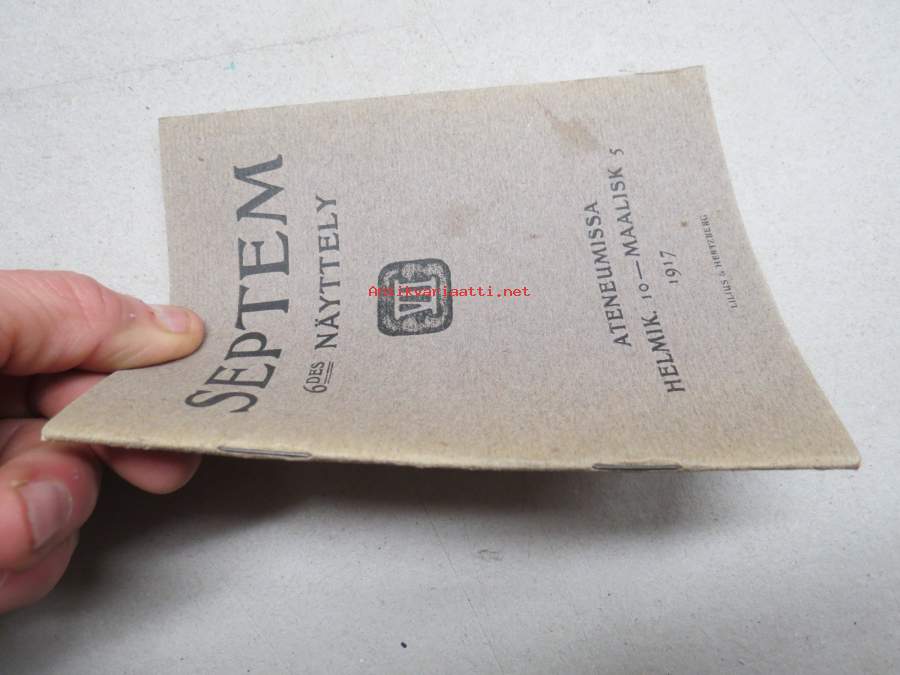 SEPTEM
6DES NÄYTTELY
VII
Antikvariaatti.net
ATENEUMISSA
HELMIK. 10 — MAALISK 5
1917
LILIUS & HERTZBERG